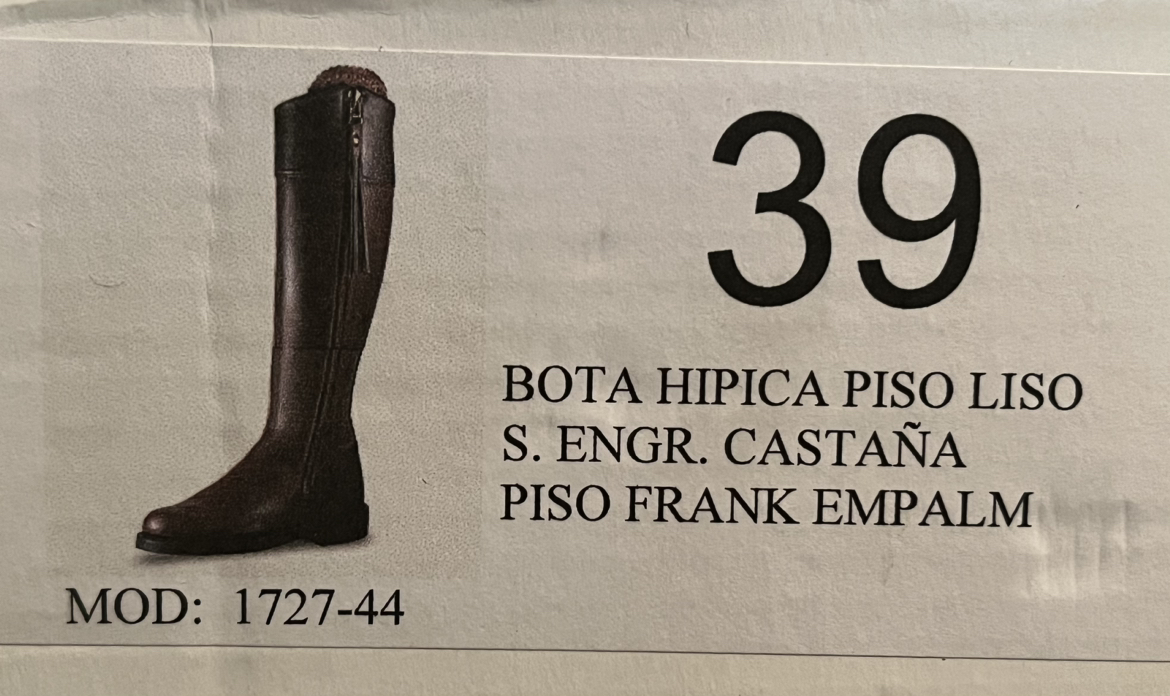 39
BOTA HIPICA PISO LISO
S. ENGR. CASTAÑA
PISO FRANK EMPALM
MOD: 1727-44